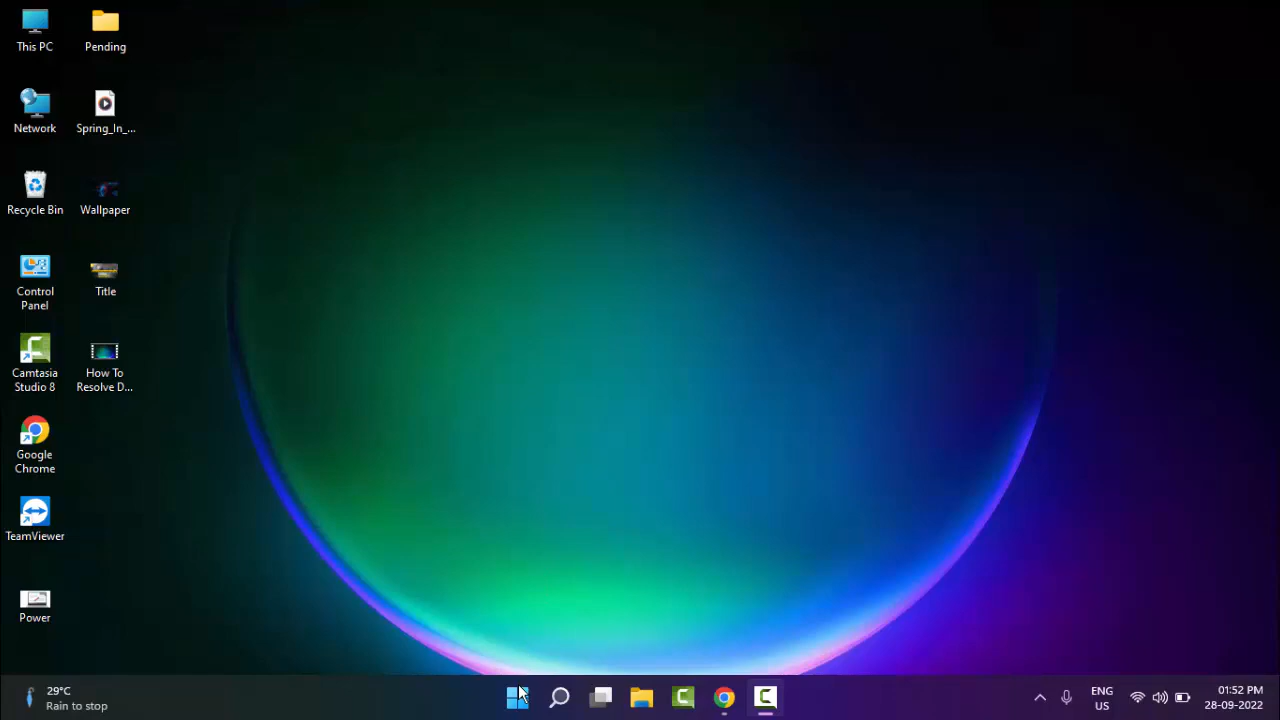 This PC
Pending
Network
Spring_In_...
Recycle Bin
Wallpaper
Control
Panel
Title
Camtasia
Studio 8
How To
Resolve D...
Google
Chrome
TeamViewer
Power
29°C
Rain to stop
ENG
US
01:52 PM
28-09-2022